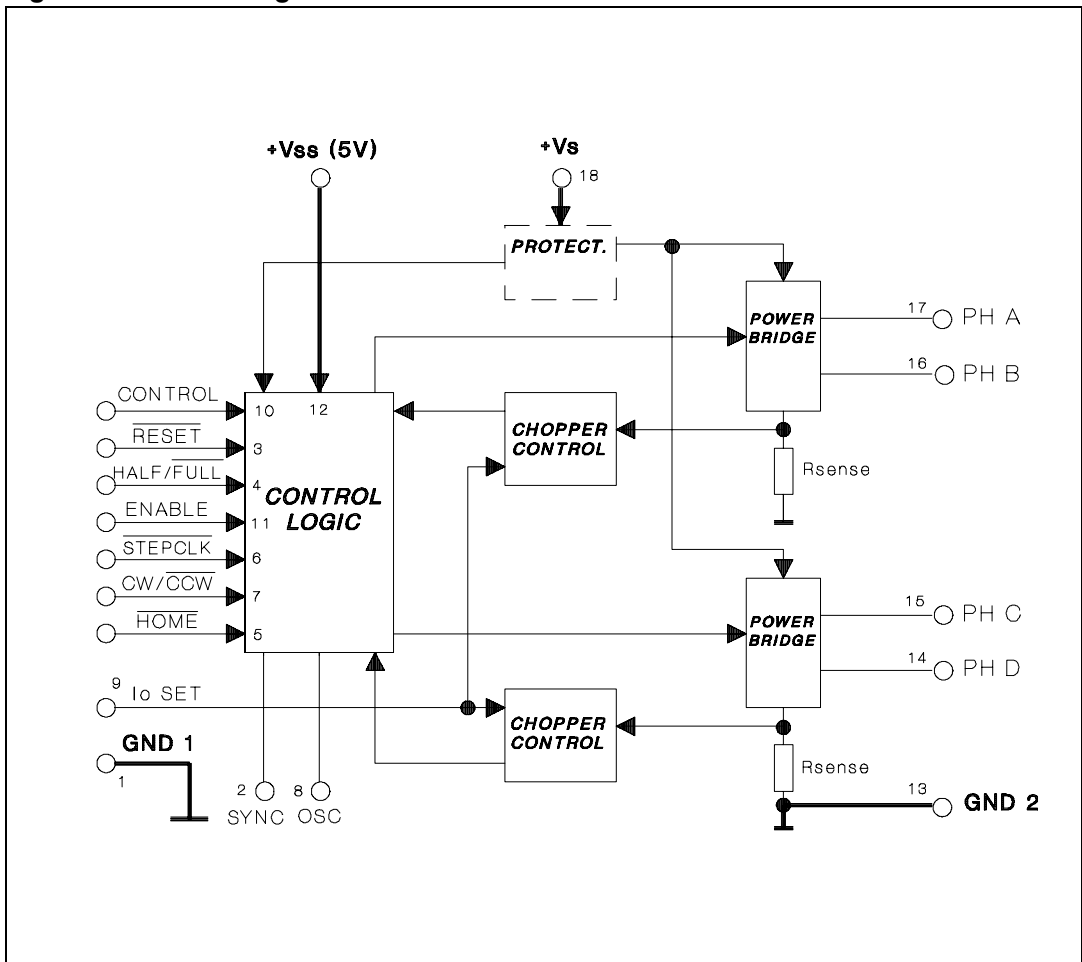 +Vss (5V)
+Vs
18
PROTECT.
POWER
BRIDGE
17
PH A
16
PH B
CONTROL
10
12
RESET
3
HALF/FULL
4
ENABLE
11
STEPCLK
6
CW/CCW
7
HOME
5
CONTROL
LOGIC
CHOPPER
CONTROL
Rsense
POWER
BRIDGE
15
PH C
14
PH D
9
Io SET
CHOPPER
CONTROL
Rsense
GND 1
1
2
SYNC
8
OSC
13
GND 2